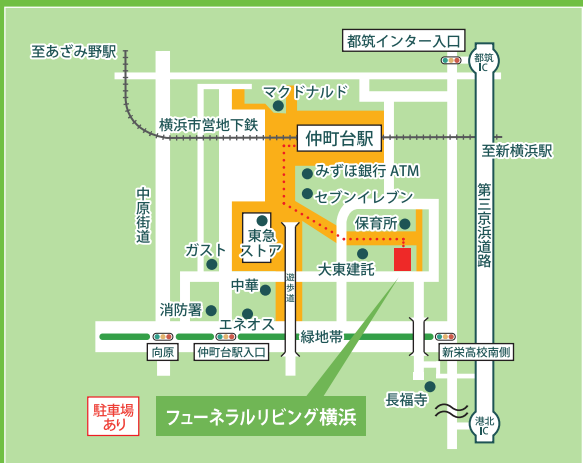 都筑インター入口
至あざみ野駅
都筑
IC
マクドナルド
横浜市営地下鉄
仲町台駅
至新横浜駅
みずほ銀行 ATM
セブンイレブン
中原街道
第三京浜道路
保育所
東急
ストア
ガスト
大東建託
遊歩道
中華
消防署
エネオス
緑地帯
向原
仲町台駅入口
新栄高校南側
長福寺
駐車場
あり
フューネラルリビング横浜
港北
IC